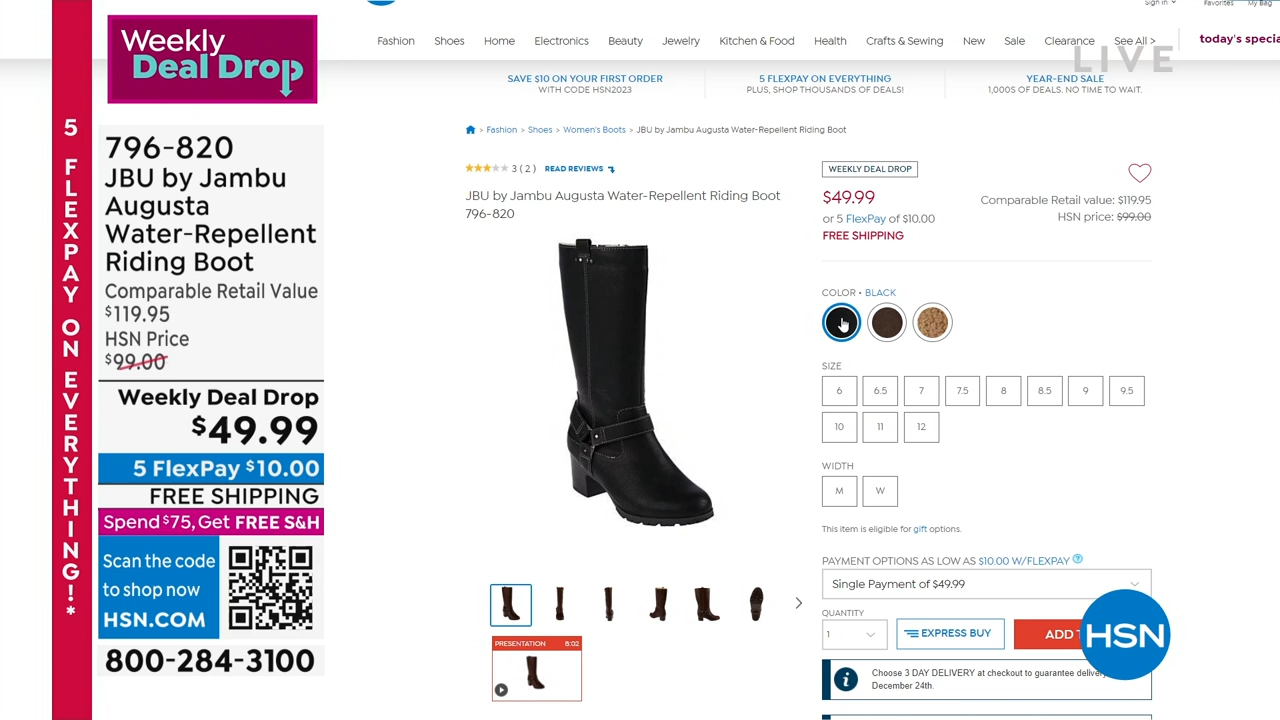 5 FLEXPAY ON EVERYTHING!*
Weekly
Deal Drop
796-820
JBU by Jambu
Augusta
Water-Repellent
Riding Boot
Comparable Retail Value
$119.95
HSN Price
$99.00
Weekly Deal Drop
$49.99
5 FlexPay $10.00
FREE SHIPPING
Spend $75, Get FREE S&H
Scan the code
to shop now
HSN.COM
800-284-3100
Sign in
Favorites
My Bag
Fashion Shoes Home Electronics Beauty Jewelry Kitchen & Food Health Crafts & Sewing New Sale Clearance See All >
today's specia
LIVE
SAVE $10 ON YOUR FIRST ORDER
WITH CODE HSN2023
5 FLEXPAY ON EVERYTHING
PLUS, SHOP THOUSANDS OF DEALS!
YEAR-END SALE
1,000S OF DEALS. NO TIME TO WAIT.
> Fashion > Shoes > Women's Boots > JBU by Jambu Augusta Water-Repellent Riding Boot
3 ( 2 ) READ REVIEWS
JBU by Jambu Augusta Water-Repellent Riding Boot
796-820
PRESENTATION 8:02
WEEKLY DEAL DROP
$49.99
or 5 FlexPay of $10.00
FREE SHIPPING
Comparable Retail value: $119.95
HSN price: $99.00
COLOR • BLACK
SIZE
6 6.5 7 7.5 8 8.5 9 9.5
10 11 12
WIDTH
M W
This item is eligible for gift options.
PAYMENT OPTIONS AS LOW AS $10.00 W/FLEXPAY ?
Single Payment of $49.99
QUANTITY
1
EXPRESS BUY
ADD
HSN
Choose 3 DAY DELIVERY at checkout to guarantee
December 24th.